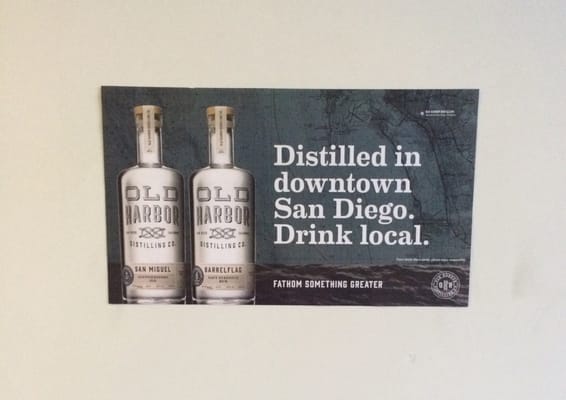 Distilled in
downtown
San Diego.
Drink local.
FATHOM SOMETHING GREATER
OLD
HARBOR
DISTILLING CO.
SAN MIGUEL
OLD
HARBOR
DISTILLING CO.
BARRELFLAG